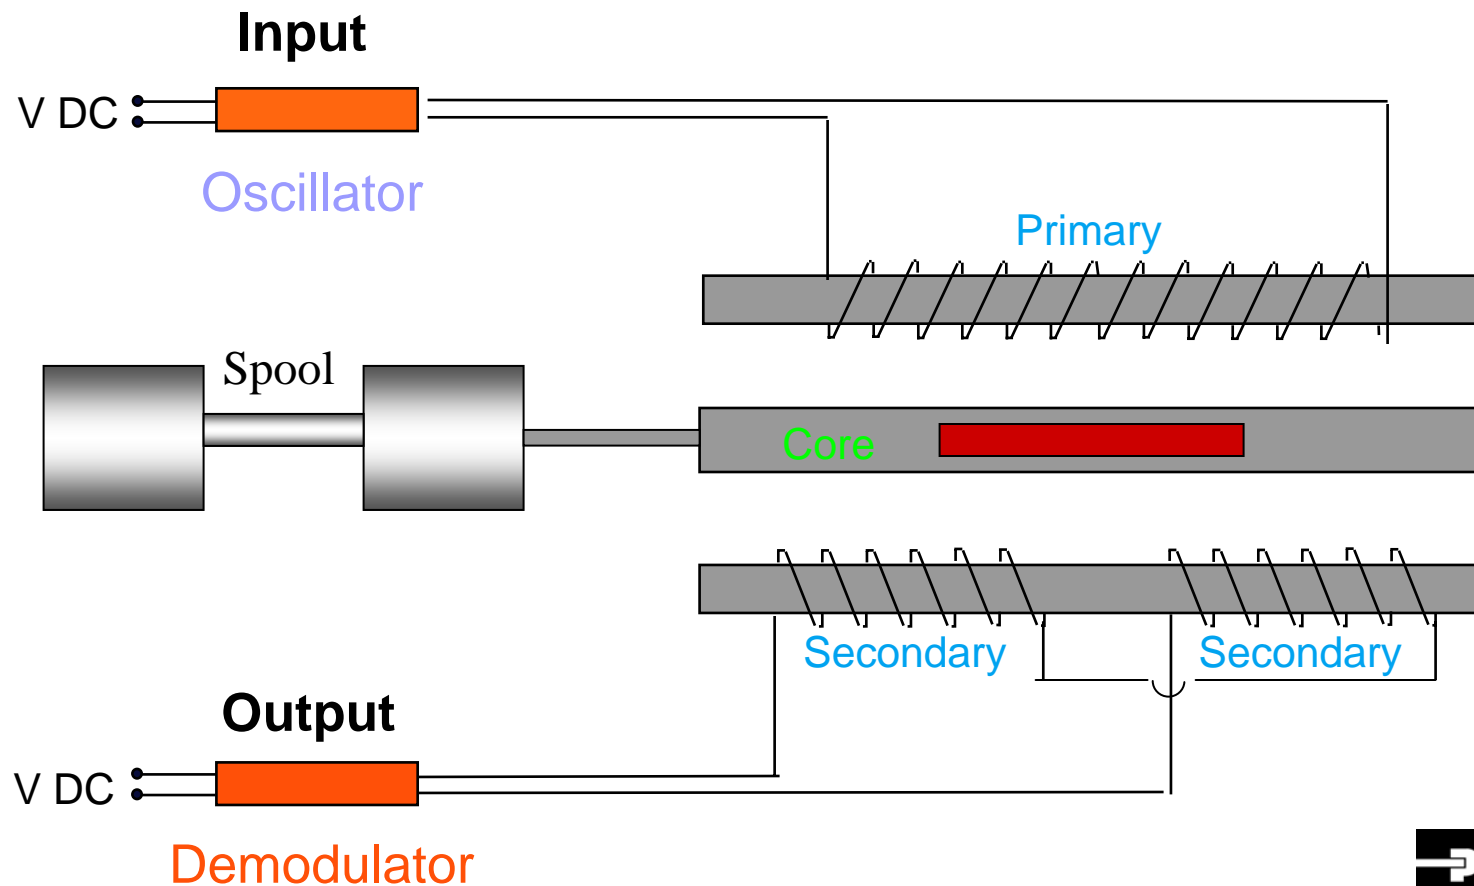 Input
V DC
Oscillator
Primary
Spool
Core
Secondary Secondary
Output
V DC
Demodulator